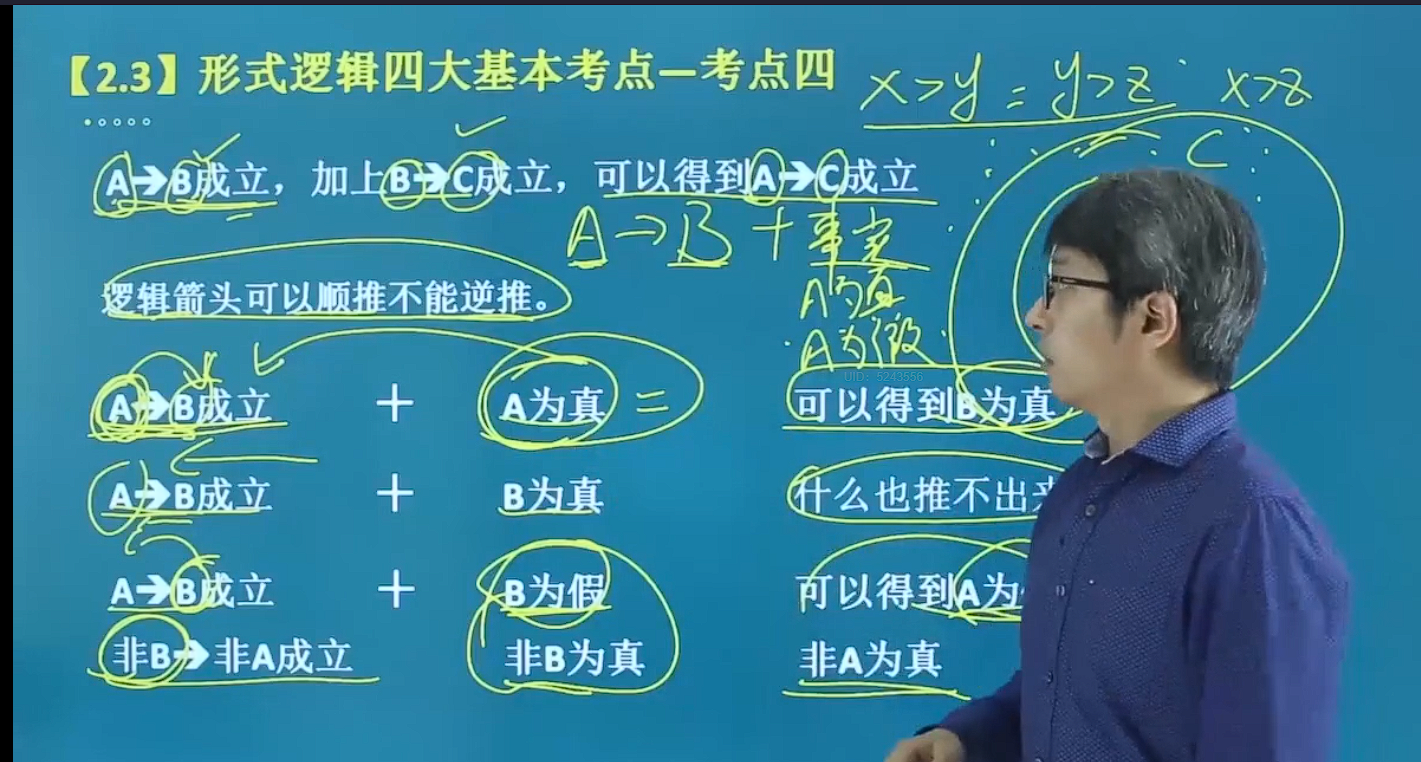 【2.3】形式逻辑四大基本考点—考点四
x>y = y>z x>z
A→B成立，加上B→C成立，可以得到A→C成立
C
A→B+事实
逻辑箭头可以顺推不能逆推。
A为真
A为假
UID: 5243556
A→B成立 + A为真 = 可以得到B为真
A→B成立 + B为真 什么也推不出
A→B成立 + B为假 可以得到A为
非B→非A成立 非B为真 非A为真